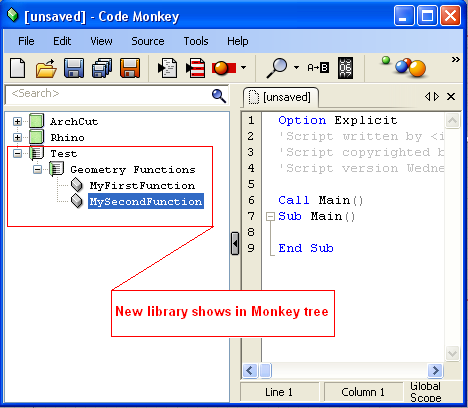 [unsaved] - Code Monkey
File Edit View Source Tools Help
A▸B
<Search>
[unsaved]
ArchCut
Rhino
Test
Geometry Functions
MyFirstFunction
MySecondFunction
1 Option Explicit
2 'Script written by <i
3 'Script copyrighted b
4 'Script version Wedne
5
6 Call Main()
7 Sub Main()
8
9 End Sub
New library shows in Monkey tree
Line 1 Column 1 Global Scope